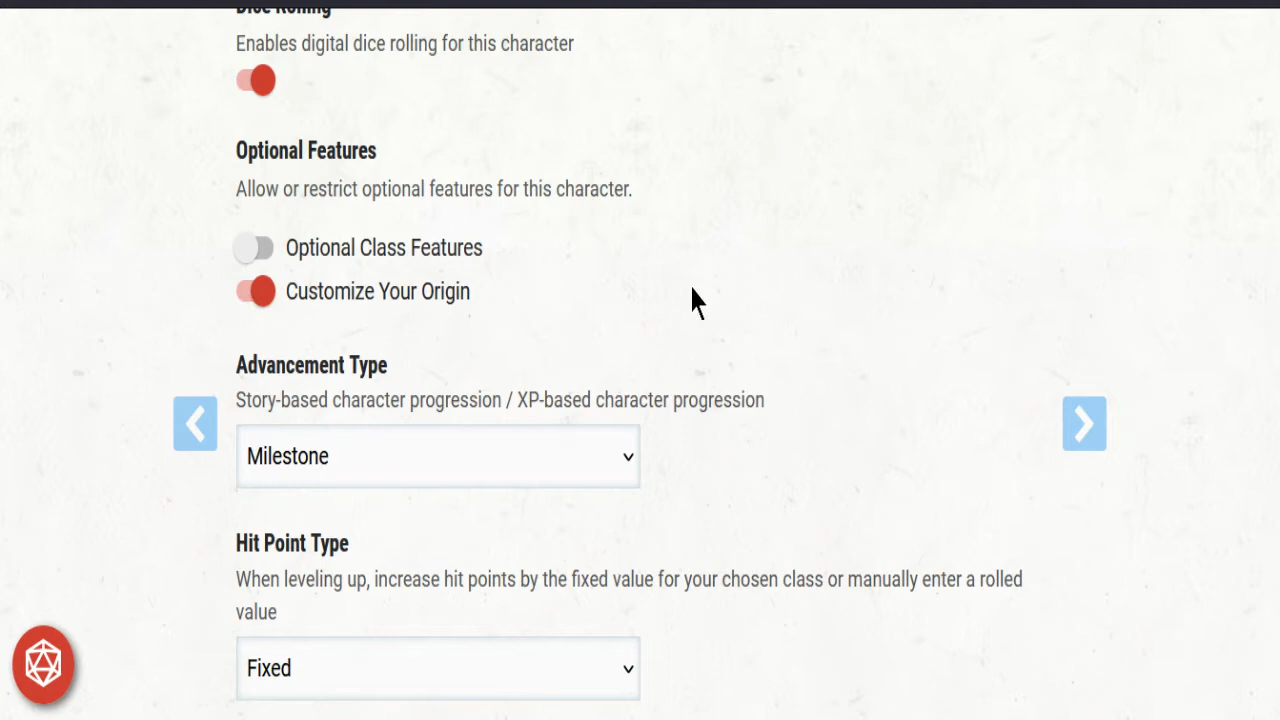 Dice Rolling
Enables digital dice rolling for this character
Optional Features
Allow or restrict optional features for this character.
Optional Class Features
Customize Your Origin
Advancement Type
Story-based character progression / XP-based character progression
Milestone
Hit Point Type
When leveling up, increase hit points by the fixed value for your chosen class or manually enter a rolled
value
Fixed